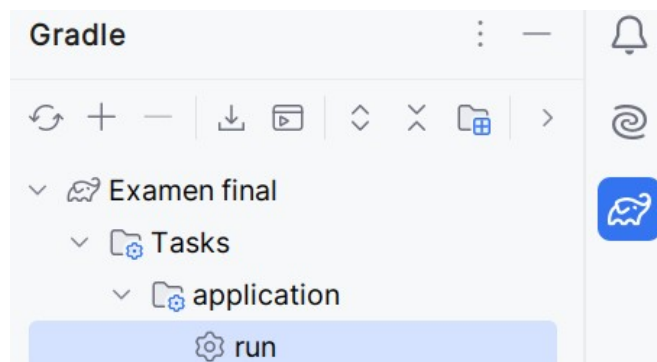 Gradle
Examen final
Tasks
application
run